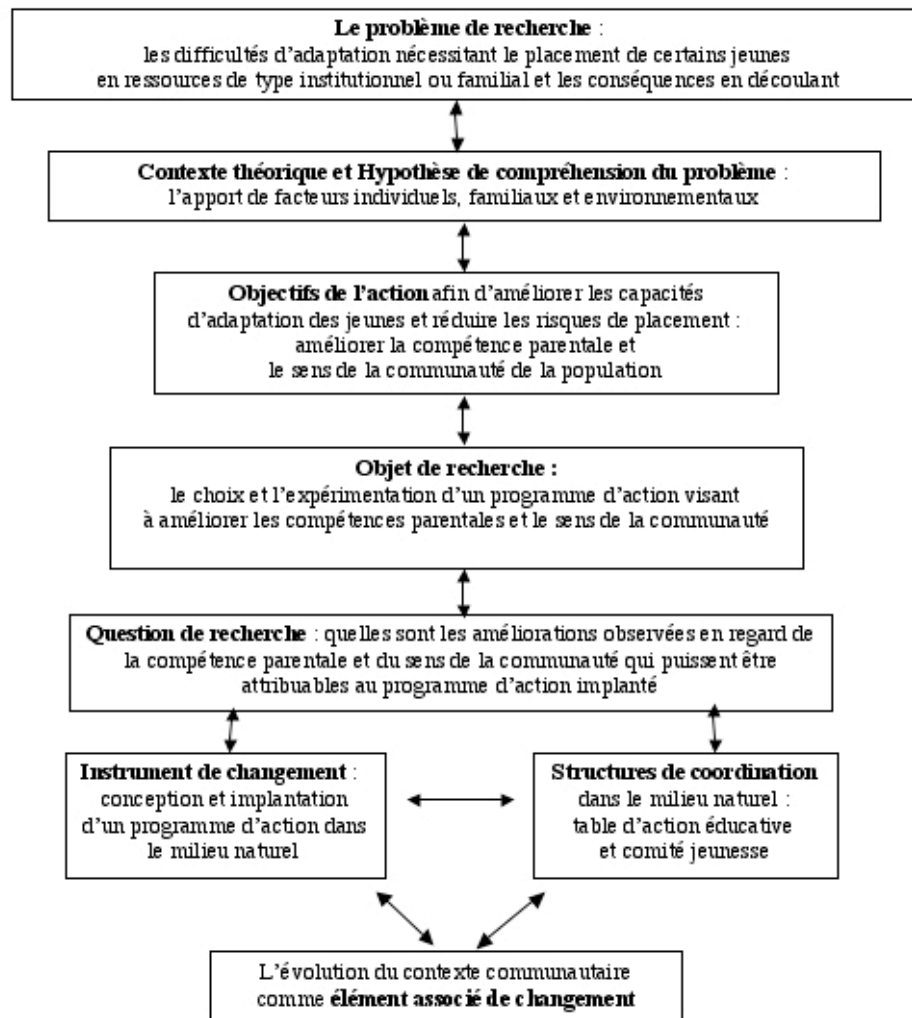 Le problème de recherche :
les difficultés d'adaptation nécessitant le placement de certains jeunes
en ressources de type institutionnel ou familial et les conséquences en découlant
Contexte théorique et Hypothèse de compréhension du problème :
l'apport de facteurs individuels, familiaux et environnementaux
Objectifs de l'action afin d'améliorer les capacités
d'adaptation des jeunes et réduire les risques de placement :
améliorer la compétence parentale et
le sens de la communauté de la population
Objet de recherche :
le choix et l'expérimentation d'un programme d'action visant
à améliorer les compétences parentales et le sens de la communauté
Question de recherche : quelles sont les améliorations observées en regard de
la compétence parentale et du sens de la communauté qui puissent être
attribuables au programme d'action implanté
Instrument de changement :
conception et implantation
d'un programme d'action dans
le milieu naturel
Structures de coordination
dans le milieu naturel :
table d'action éducative
et comité jeunesse
L'évolution du contexte communautaire
comme élément associé de changement